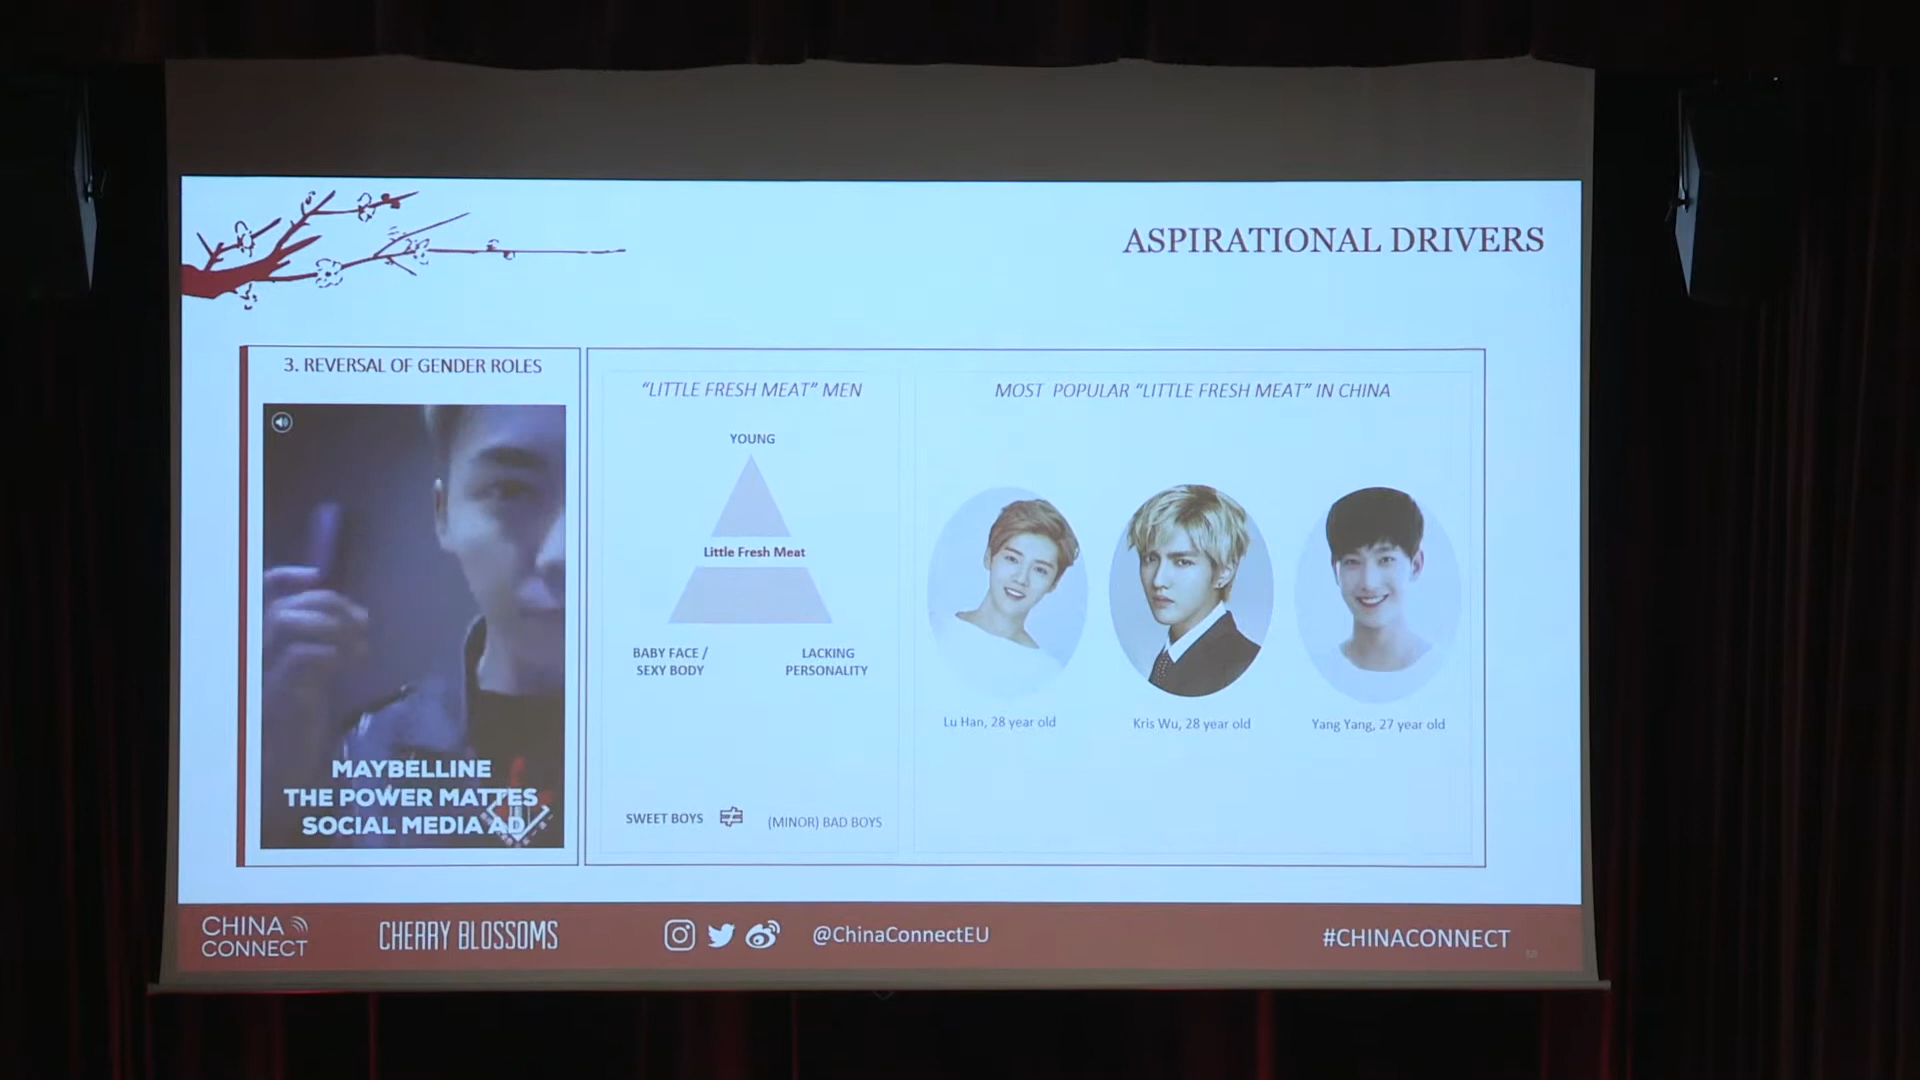 ASPIRATIONAL DRIVERS
3. REVERSAL OF GENDER ROLES
MAYBELLINE
THE POWER MATTES
SOCIAL MEDIA AD
"LITTLE FRESH MEAT" MEN
YOUNG
Little Fresh Meat
BABY FACE /
SEXY BODY
LACKING
PERSONALITY
SWEET BOYS
(MINOR) BAD BOYS
MOST POPULAR "LITTLE FRESH MEAT" IN CHINA
Lu Han, 28 year old
Kris Wu, 28 year old
Yang Yang, 27 year old
CHINA
CONNECT
CHERRY BLOSSOMS
@ChinaConnectEU
#CHINACONNECT